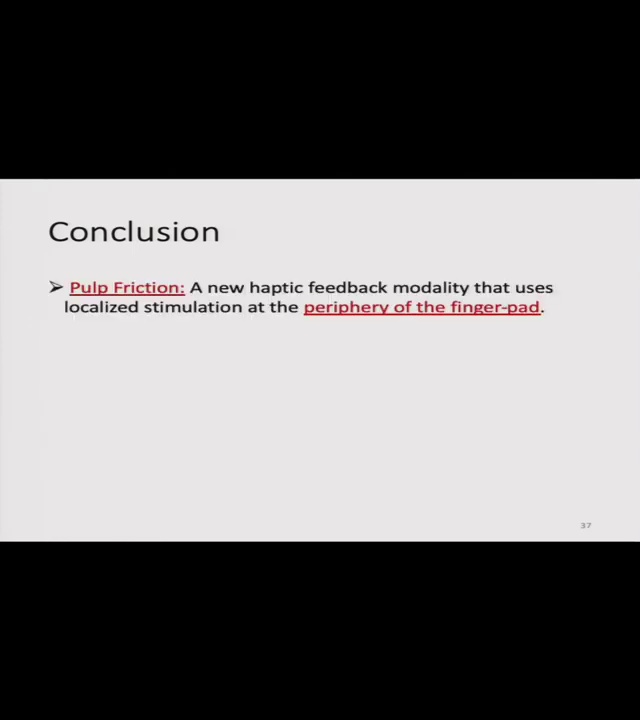 Conclusion
➢ Pulp Friction: A new haptic feedback modality that uses
localized stimulation at the periphery of the finger-pad.
37